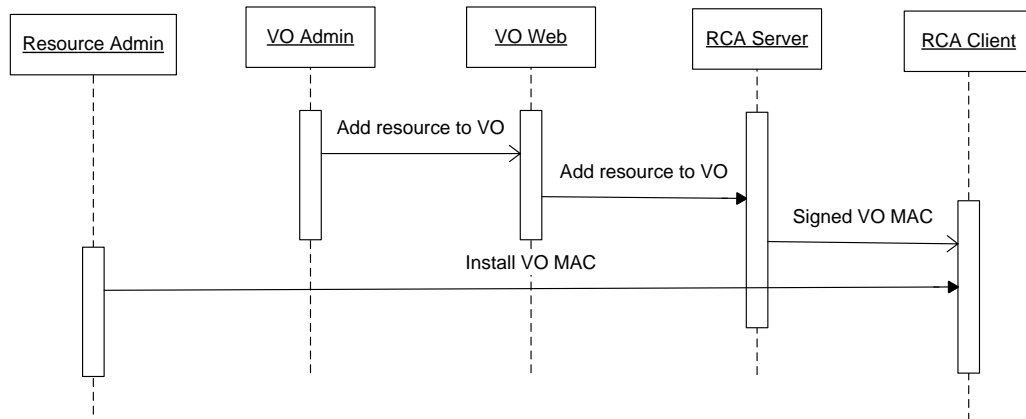 Resource Admin
VO Admin
VO Web
RCA Server
RCA Client
Add resource to VO
Add resource to VO
Signed VO MAC
Install VO MAC